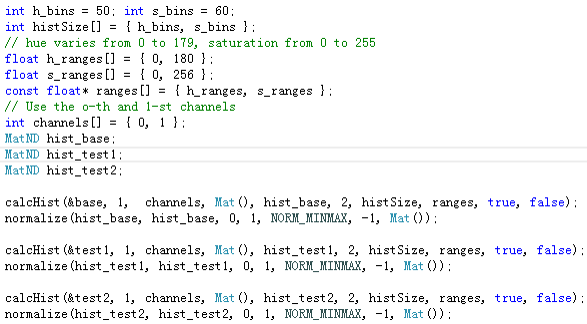 int h_bins = 50; int s_bins = 60;
int histSize[] = { h_bins, s_bins };
// hue varies from 0 to 179, saturation from 0 to 255
float h_ranges[] = { 0, 180 };
float s_ranges[] = { 0, 256 };
const float* ranges[] = { h_ranges, s_ranges };
// Use the o-th and 1-st channels
int channels[] = { 0, 1 };
MatND hist_base;
MatND hist_test1;
MatND hist_test2;
calcHist(&base, 1,  channels, Mat(), hist_base, 2, histSize, ranges, true, false);
normalize(hist_base, hist_base, 0, 1, NORM_MINMAX, -1, Mat());
calcHist(&test1, 1, channels, Mat(), hist_test1, 2, histSize, ranges, true, false);
normalize(hist_test1, hist_test1, 0, 1, NORM_MINMAX, -1, Mat());
calcHist(&test2, 1, channels, Mat(), hist_test2, 2, histSize, ranges, true, false);
normalize(hist_test2, hist_test2, 0, 1, NORM_MINMAX, -1, Mat());